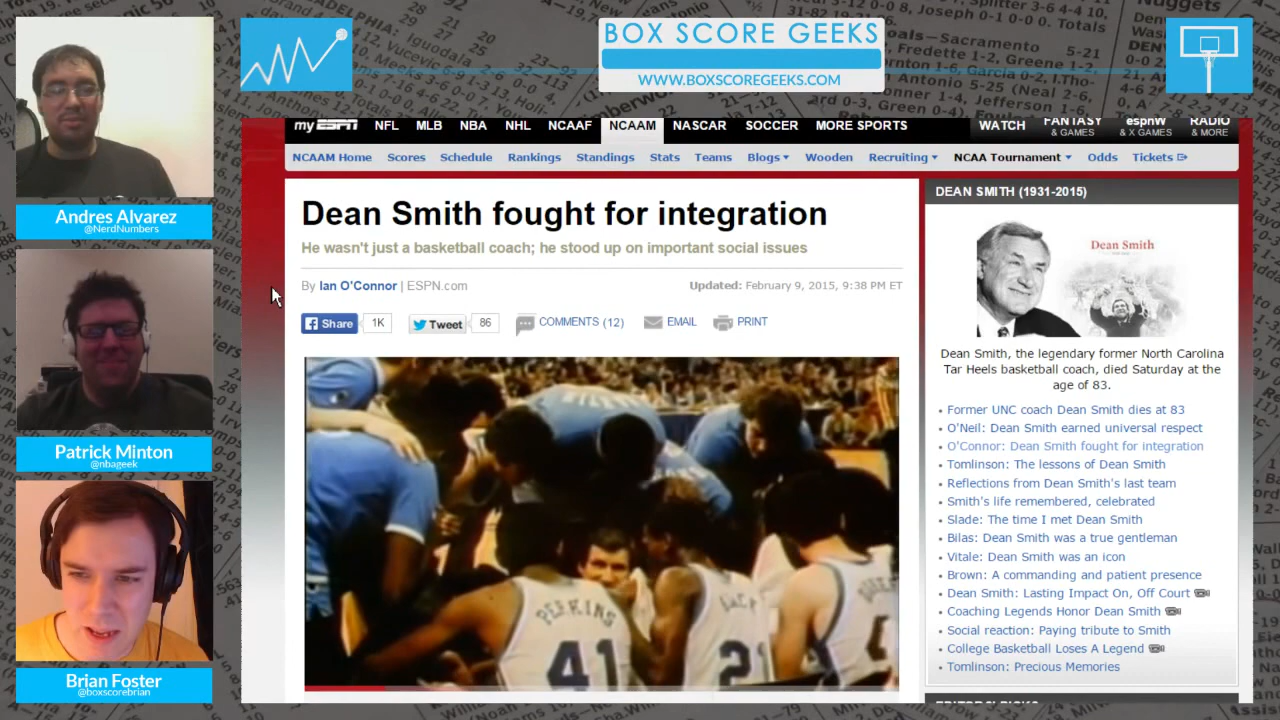 BOX SCORE GEEKS
WWW.BOXSCOREGEEKS.COM
Andres Alvarez
@NerdNumbers
Patrick Minton
@nbageek
Brian Foster
@boxscorebrian
my ESPN NFL MLB NBA NHL NCAAF NCAAM NASCAR SOCCER MORE SPORTS WATCH FANTASY & GAMES espnW & X GAMES RADIO & MORE
NCAAM Home Scores Schedule Rankings Standings Stats Teams Blogs Wooden Recruiting NCAA Tournament Odds Tickets
Dean Smith fought for integration
He wasn't just a basketball coach; he stood up on important social issues
By Ian O'Connor | ESPN.com
Updated: February 9, 2015, 9:38 PM ET
Share 1K Tweet 86 COMMENTS (12) EMAIL PRINT
PERKINS
41
21
DEAN SMITH (1931-2015)
Dean Smith
Dean Smith, the legendary former North Carolina
Tar Heels basketball coach, died Saturday at the
age of 83.
• Former UNC coach Dean Smith dies at 83
• O'Neil: Dean Smith earned universal respect
• O'Connor: Dean Smith fought for integration
• Tomlinson: The lessons of Dean Smith
• Reflections from Dean Smith's last team
• Smith's life remembered, celebrated
• Slade: The time I met Dean Smith
• Bilas: Dean Smith was a true gentleman
• Vitale: Dean Smith was an icon
• Brown: A commanding and patient presence
• Dean Smith: Lasting Impact On, Off Court
• Coaching Legends Honor Dean Smith
• Social reaction: Paying tribute to Smith
• College Basketball Loses A Legend
• Tomlinson: Precious Memories